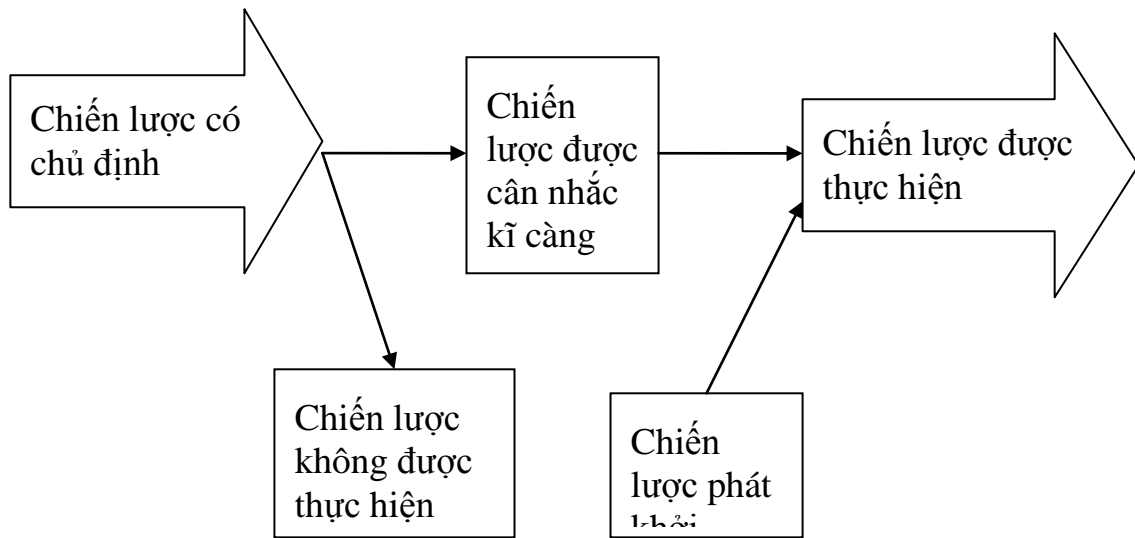 Chiến lược có
chủ định
Chiến
lược được
cân nhắc
kĩ càng
Chiến lược được
thực hiện
Chiến lược
không được
thực hiện
Chiến
lược phát
khởi